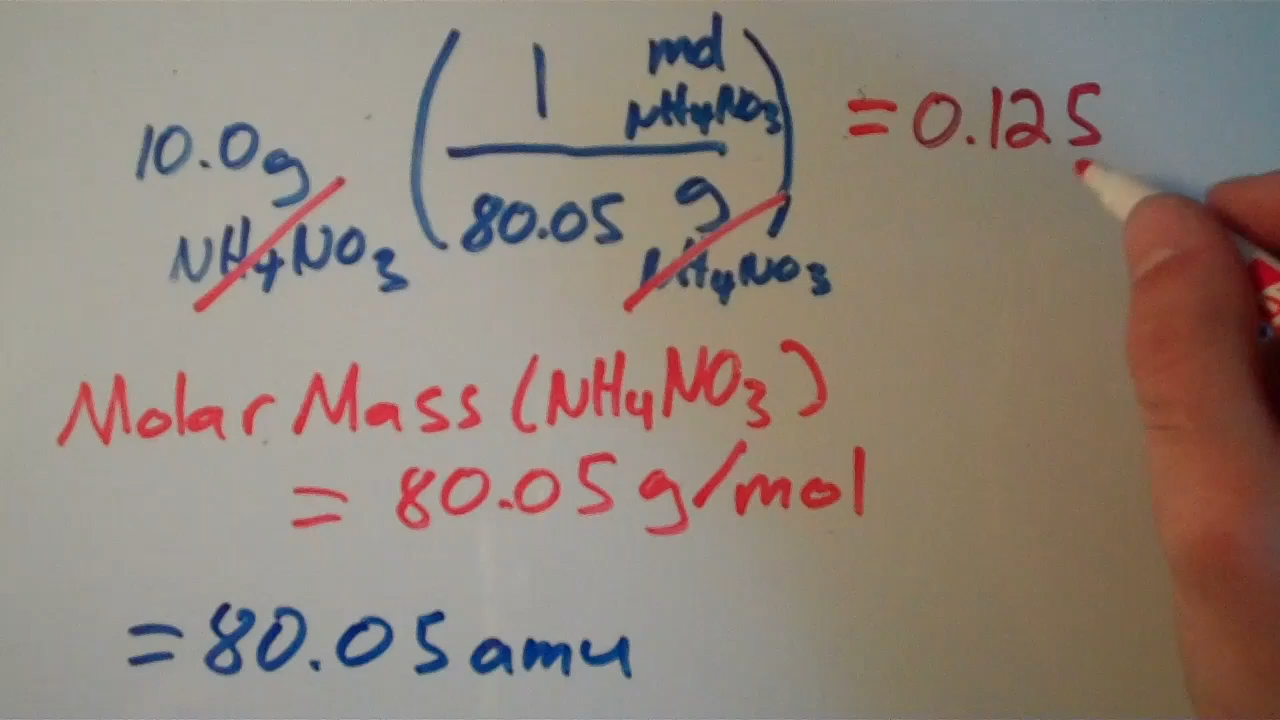 10.0g NH4NO3 ( 1 mol NH4NO3 / 80.05 g NH4NO3 ) = 0.125
Molar Mass (NH4NO3)
= 80.05 g/mol
= 80.05 amu